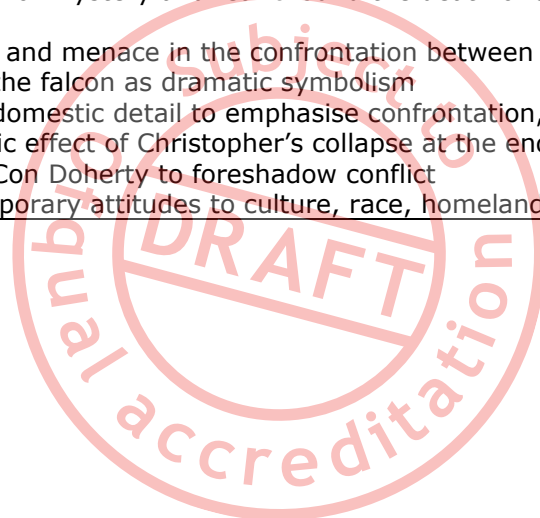 and menace in the confrontation between
the falcon as dramatic symbolism
domestic detail to emphasise confrontation,
ic effect of Christopher's collapse at the end
Con Doherty to foreshadow conflict
porary attitudes to culture, race, homeland
Subject to
DRAFT
Ofqual accreditation